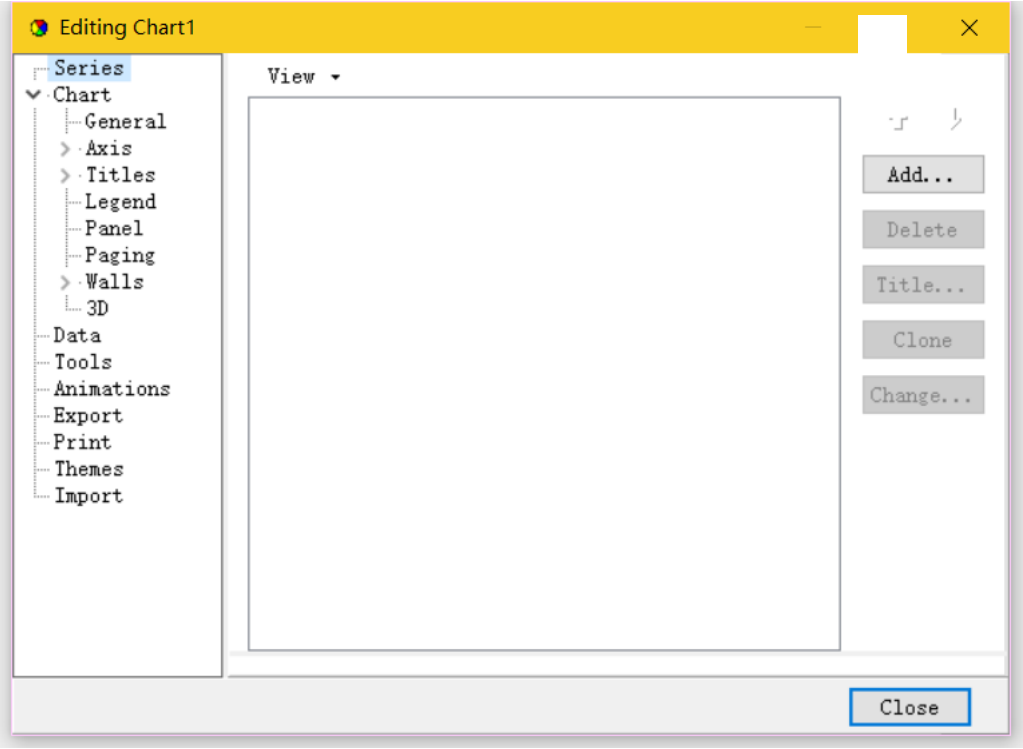 Editing Chart1
Series
Chart
General
Axis
Titles
Legend
Panel
Paging
Walls
3D
Data
Tools
Animations
Export
Print
Themes
Import
View
Add...
Delete
Title...
Clone
Change...
Close